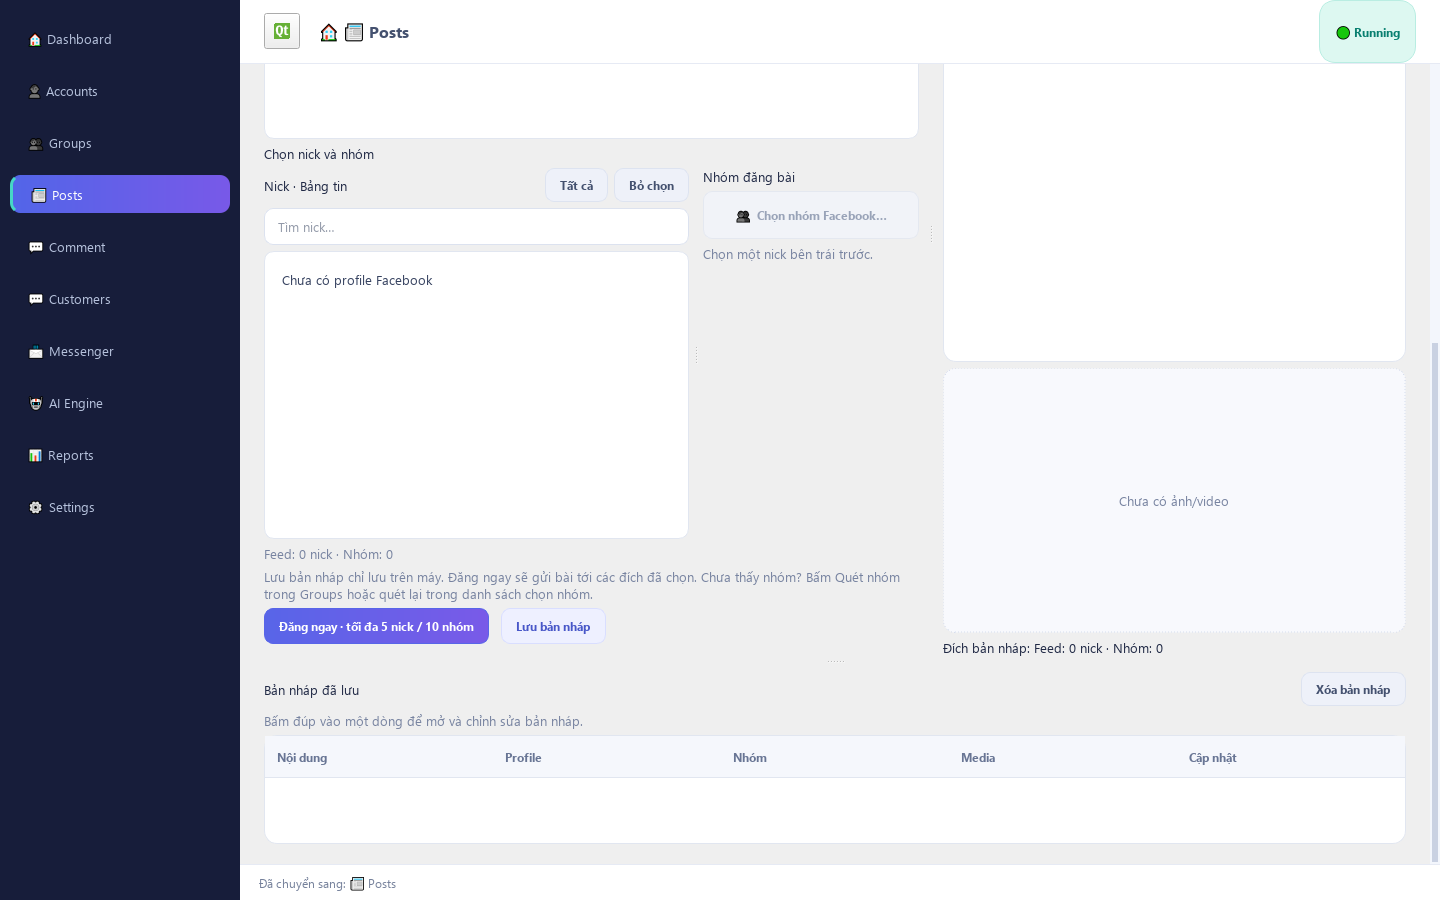 Dashboard
Accounts
Groups
Posts
Comment
Customers
Messenger
AI Engine
Reports
Settings
Qt
Posts
Running
Chọn nick và nhóm
Nick · Bảng tin
Tất cả
Bỏ chọn
Tìm nick...
Chưa có profile Facebook
Nhóm đăng bài
Chọn nhóm Facebook...
Chọn một nick bên trái trước.
Feed: 0 nick · Nhóm: 0
Lưu bản nháp chỉ lưu trên máy. Đăng ngay sẽ gửi bài tới các đích đã chọn. Chưa thấy nhóm? Bấm Quét nhóm
trong Groups hoặc quét lại trong danh sách chọn nhóm.
Đăng ngay · tối đa 5 nick / 10 nhóm
Lưu bản nháp
Chưa có ảnh/video
Đích bản nháp: Feed: 0 nick · Nhóm: 0
Bản nháp đã lưu
Xóa bản nháp
Bấm đúp vào một dòng để mở và chỉnh sửa bản nháp.
Nội dung
Profile
Nhóm
Media
Cập nhật
Đã chuyển sang: Posts